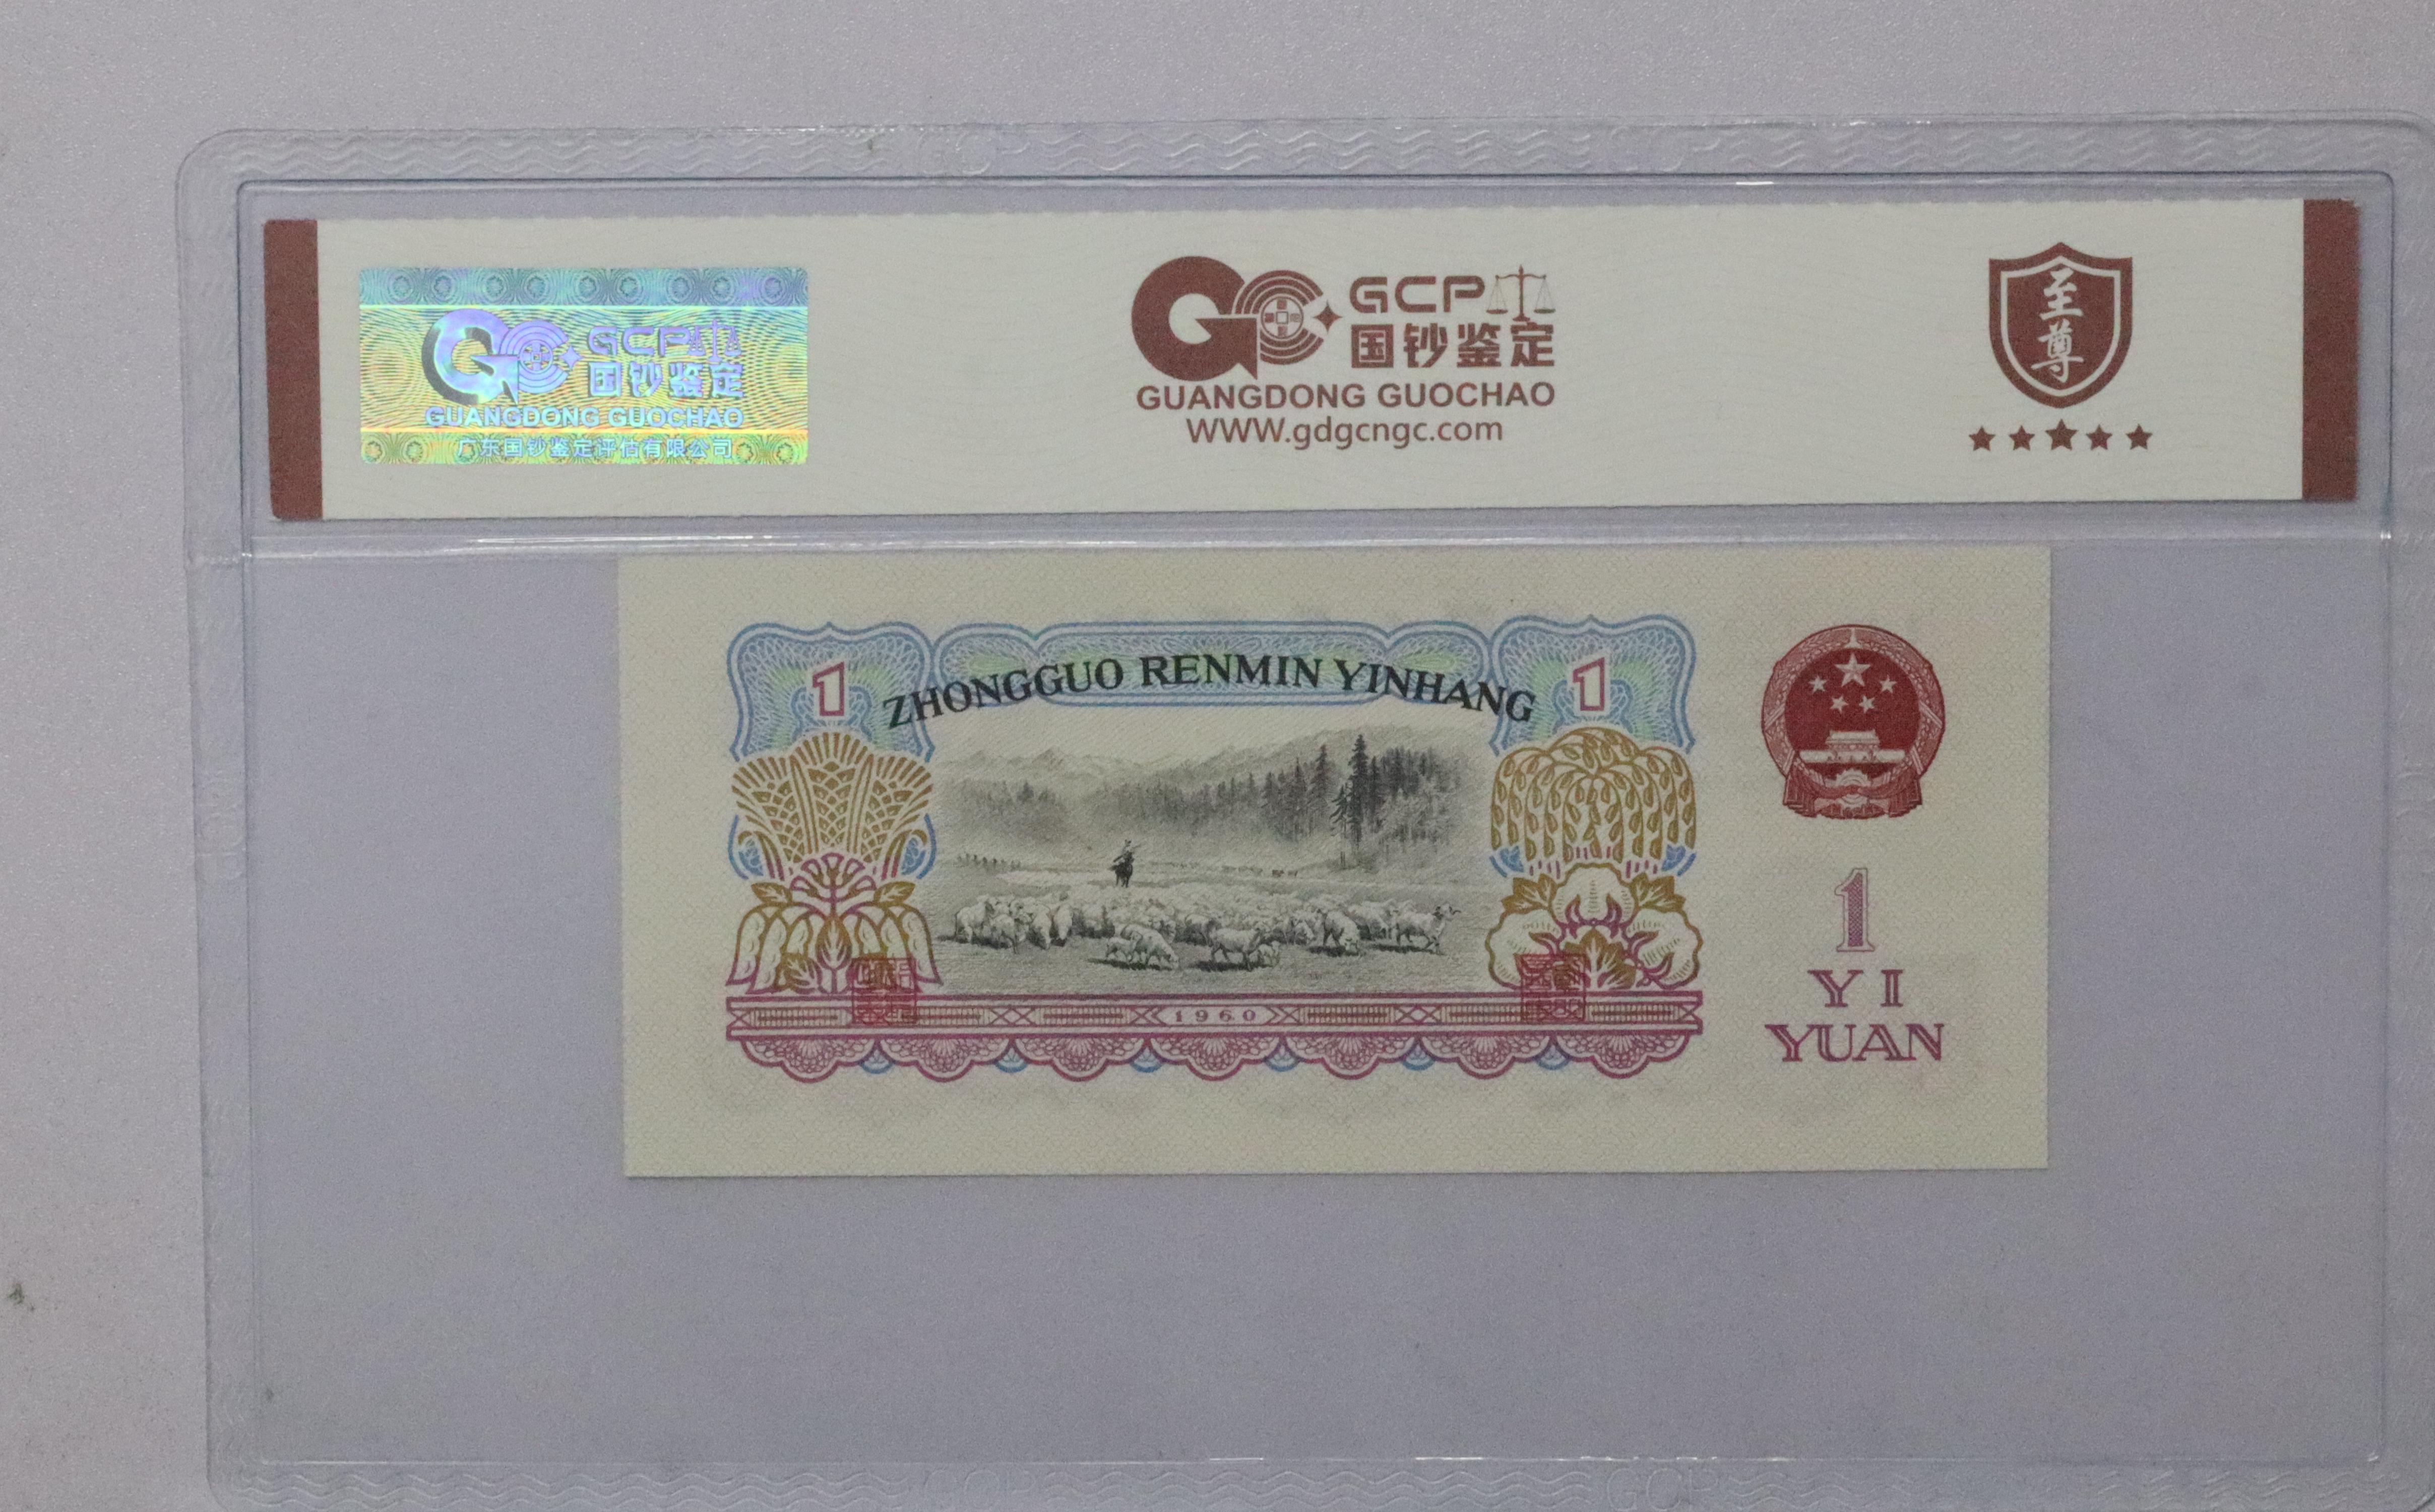 GCP
国钞鉴定
GUANGDONG GUOCHAO
广东国钞鉴定评估有限公司
GCP
国钞鉴定
GUANGDONG GUOCHAO
WWW.gdgcngc.com
至
尊
1 ZHONGGUO RENMIN YINHANG 1
1960
1
YI
YUAN
GCP
GCP